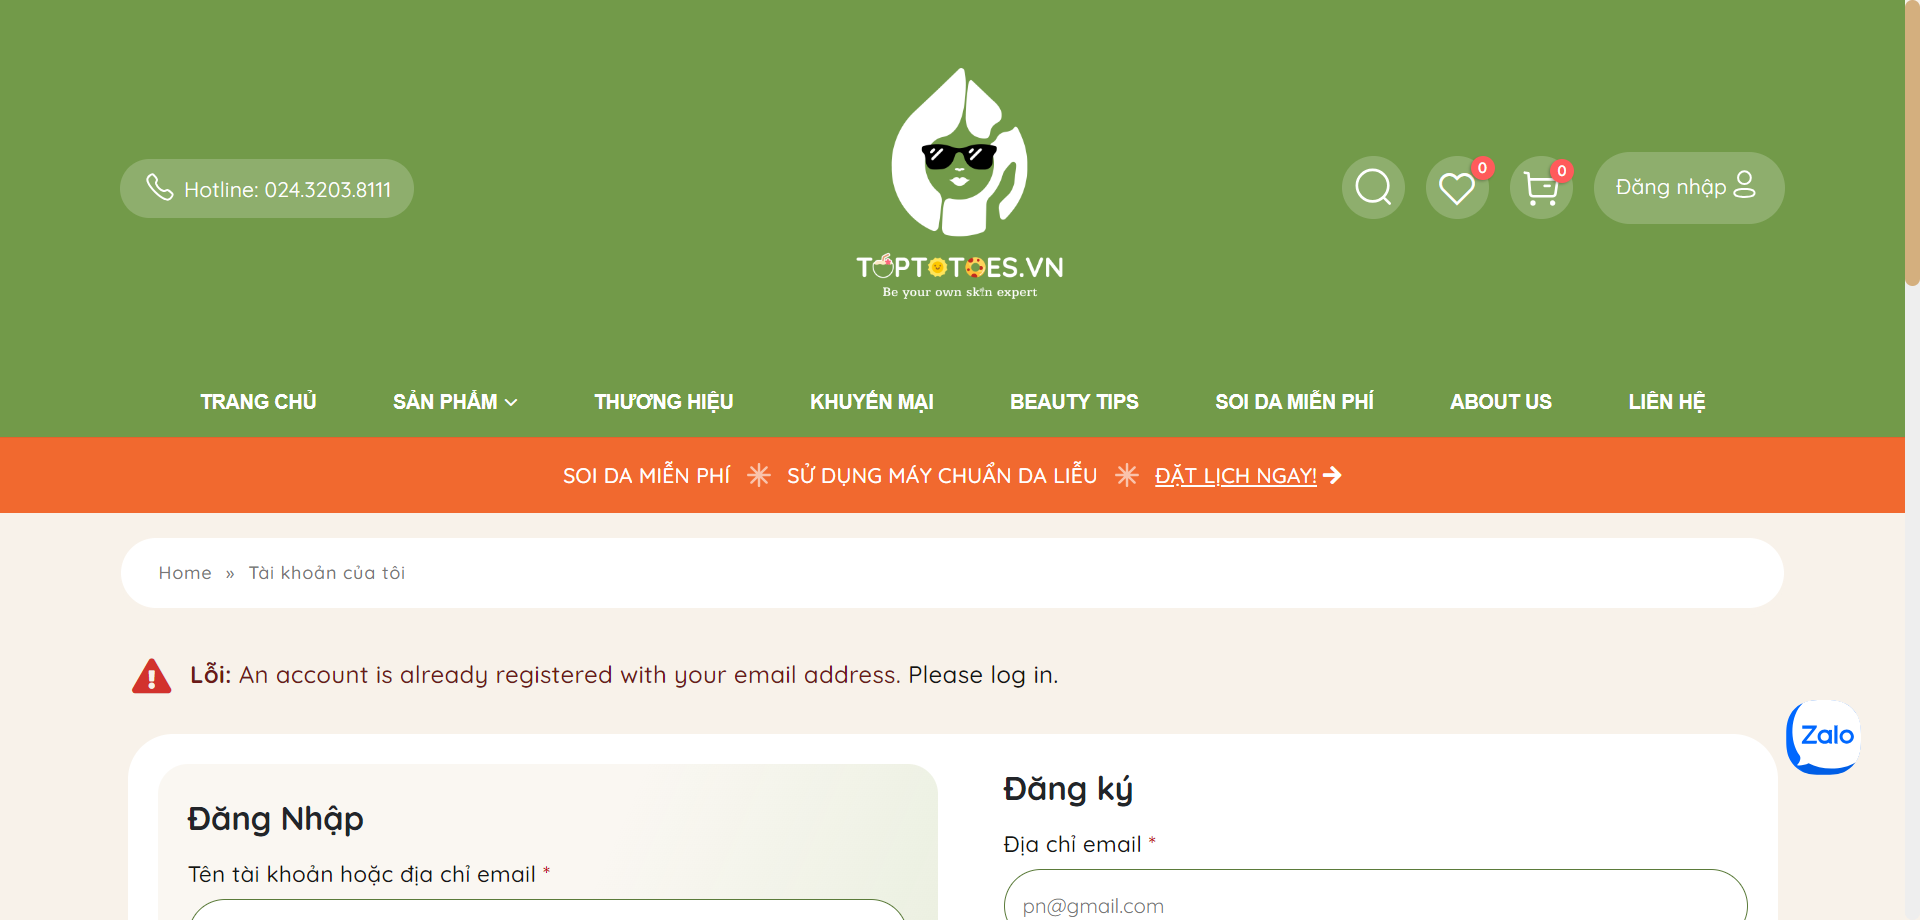 Hotline: 024.3203.8111
TOPTOTOES.VN
Be your own skin expert
0
0
Đăng nhập
TRANG CHỦ SẢN PHẨM THƯƠNG HIỆU KHUYẾN MẠI BEAUTY TIPS SOI DA MIỄN PHÍ ABOUT US LIÊN HỆ
SOI DA MIỄN PHÍ SỬ DỤNG MÁY CHUẨN DA LIỄU ĐẶT LỊCH NGAY!
Home » Tài khoản của tôi
Lỗi: An account is already registered with your email address. Please log in.
Zalo
Đăng Nhập
Tên tài khoản hoặc địa chỉ email *
Đăng ký
Địa chỉ email *
pn@gmail.com